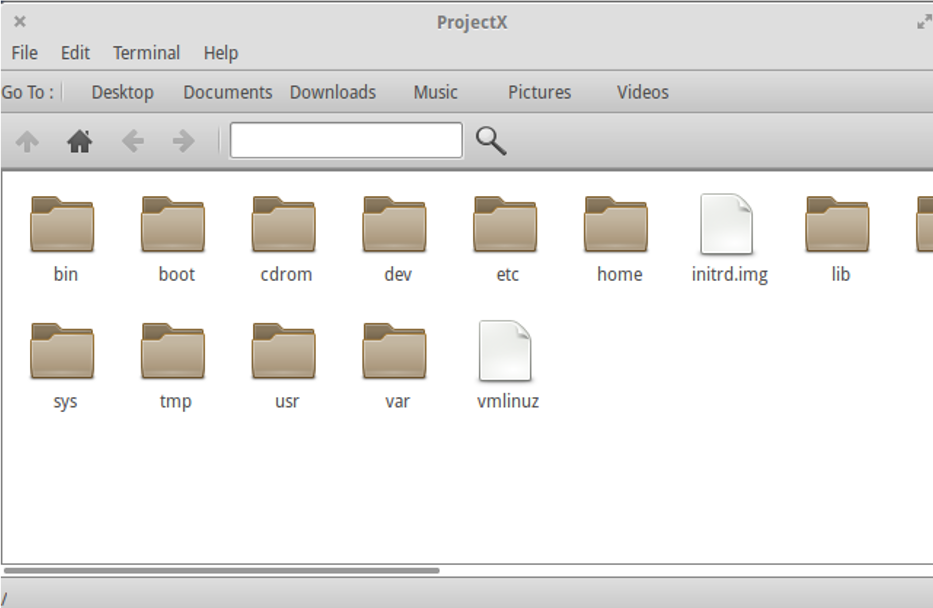 ProjectX
File Edit Terminal Help
Go To : Desktop Documents Downloads Music Pictures Videos
bin boot cdrom dev etc home initrd.img lib
sys tmp usr var vmlinuz
/